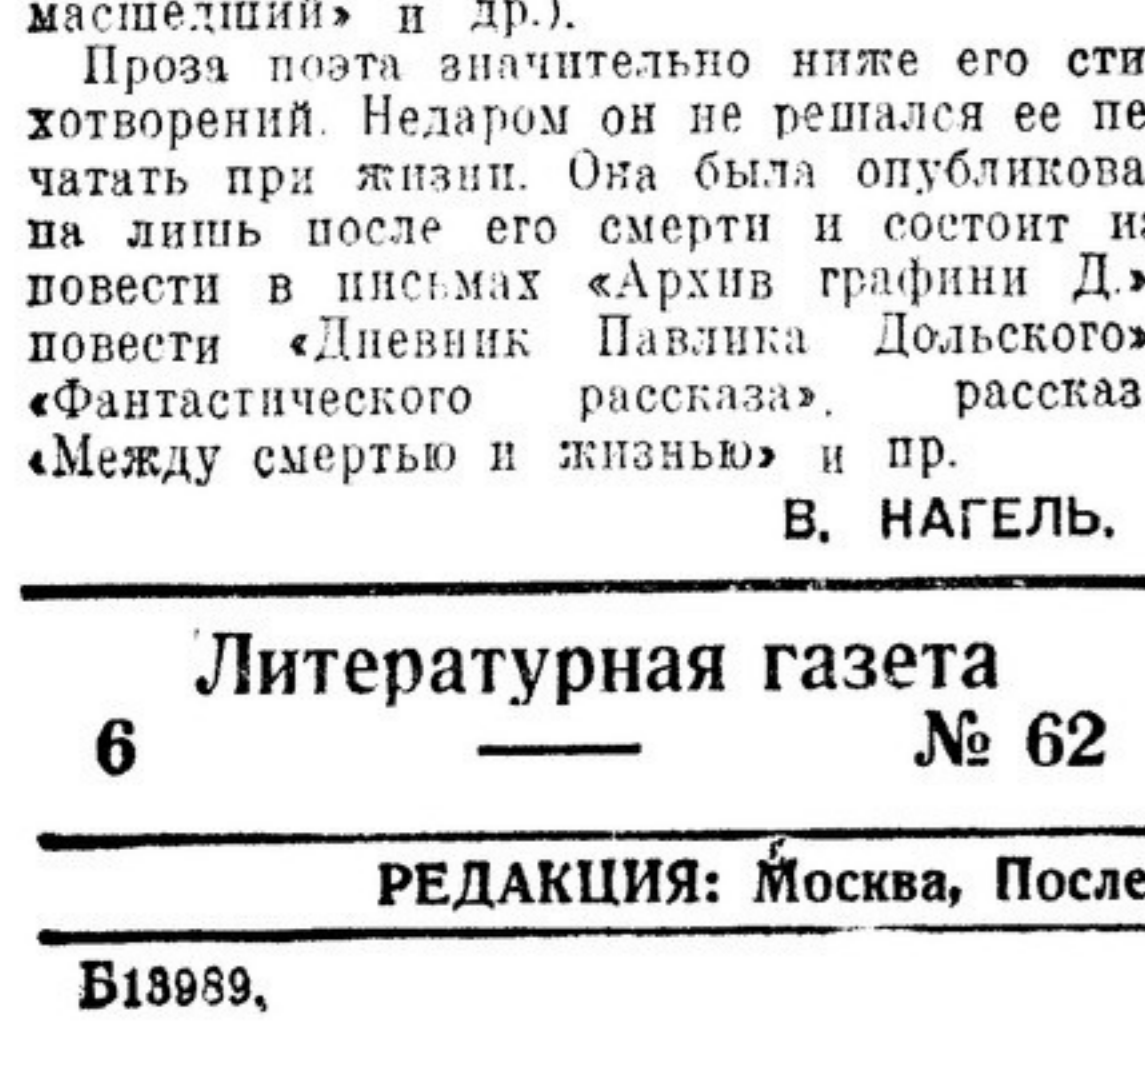 масшедший» и др.).
Проза поэта значительно ниже его сти
хотворений. Недаром он не решался ее пе
чатать при жизни. Она была опубликова
на лишь после его смерти и состоит из
повести в письмах «Архив графини Д.»
повести «Дневник Павлика Дольского»
«Фантастического рассказа», рассказ
«Между смертью и жизнью» и пр.
В. НАГЕЛЬ.
Литературная газета
6 — № 62
РЕДАКЦИЯ: Москва, После
Б13989.